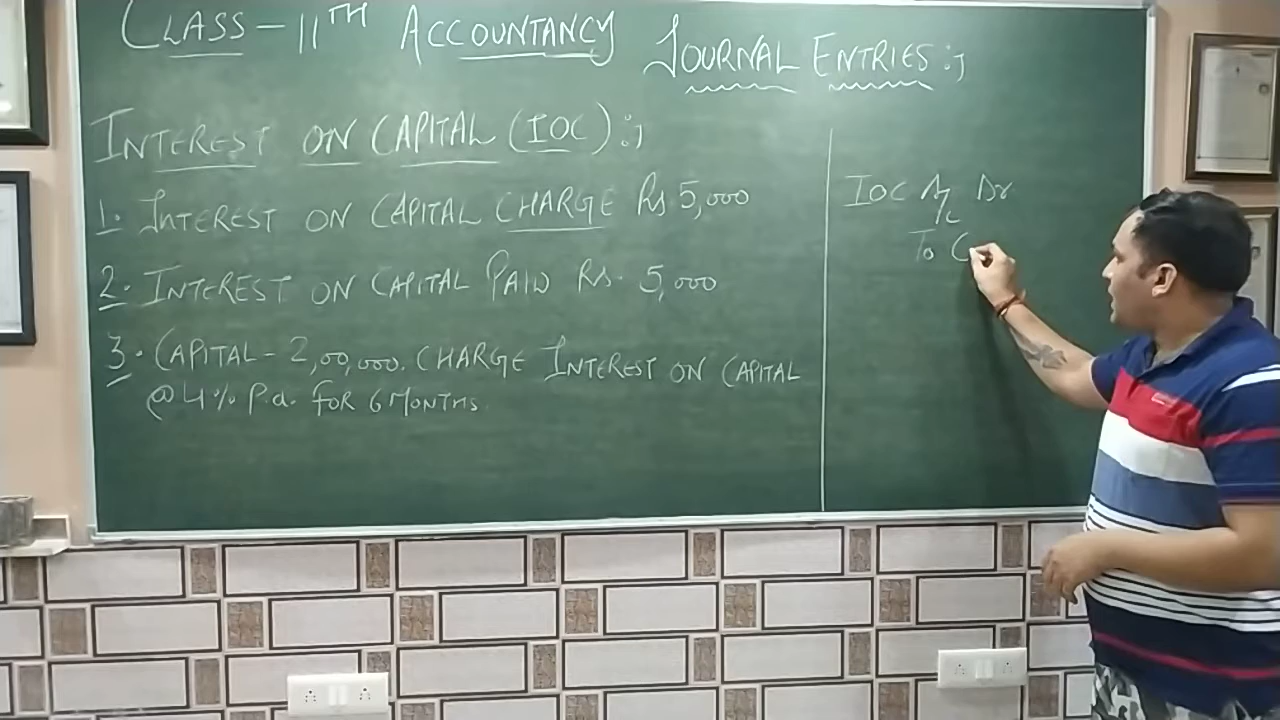 CLASS-11TH ACCOUNTANCY JOURNAL ENTRIES:-
INTEREST ON CAPITAL (IOC):-
1. INTEREST ON CAPITAL CHARGE Rs 5,000
2. INTEREST ON CAPITAL PAID Rs. 5,000
3. CAPITAL - 2,00,000. CHARGE INTEREST ON CAPITAL
@4% P.a. FOR 6 MONTHS.
IOC A/c Dr
To C